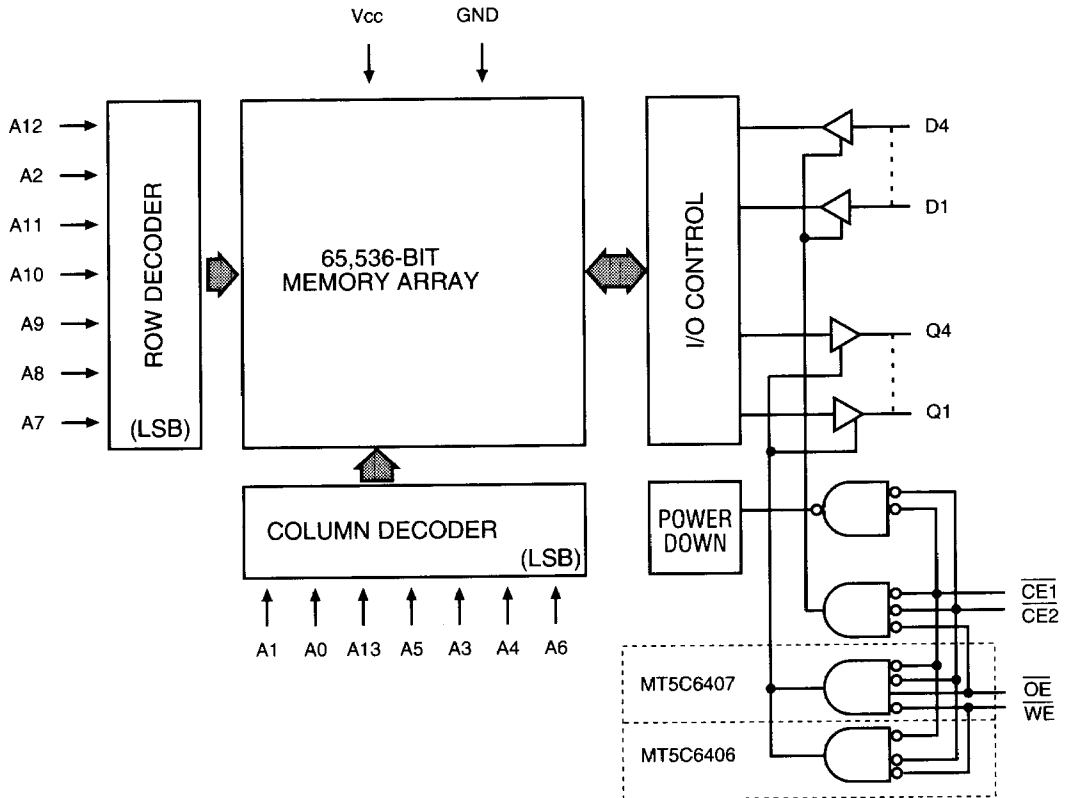 Vcc
GND
A12
A2
A11
A10
A9
A8
A7
ROW DECODER
(LSB)
65,536-BIT
MEMORY ARRAY
I/O CONTROL
D4
D1
Q4
Q1
COLUMN DECODER
(LSB)
A1
A0
A13
A5
A3
A4
A6
POWER
DOWN
CE1
CE2
MT5C6407
OE
WE
MT5C6406